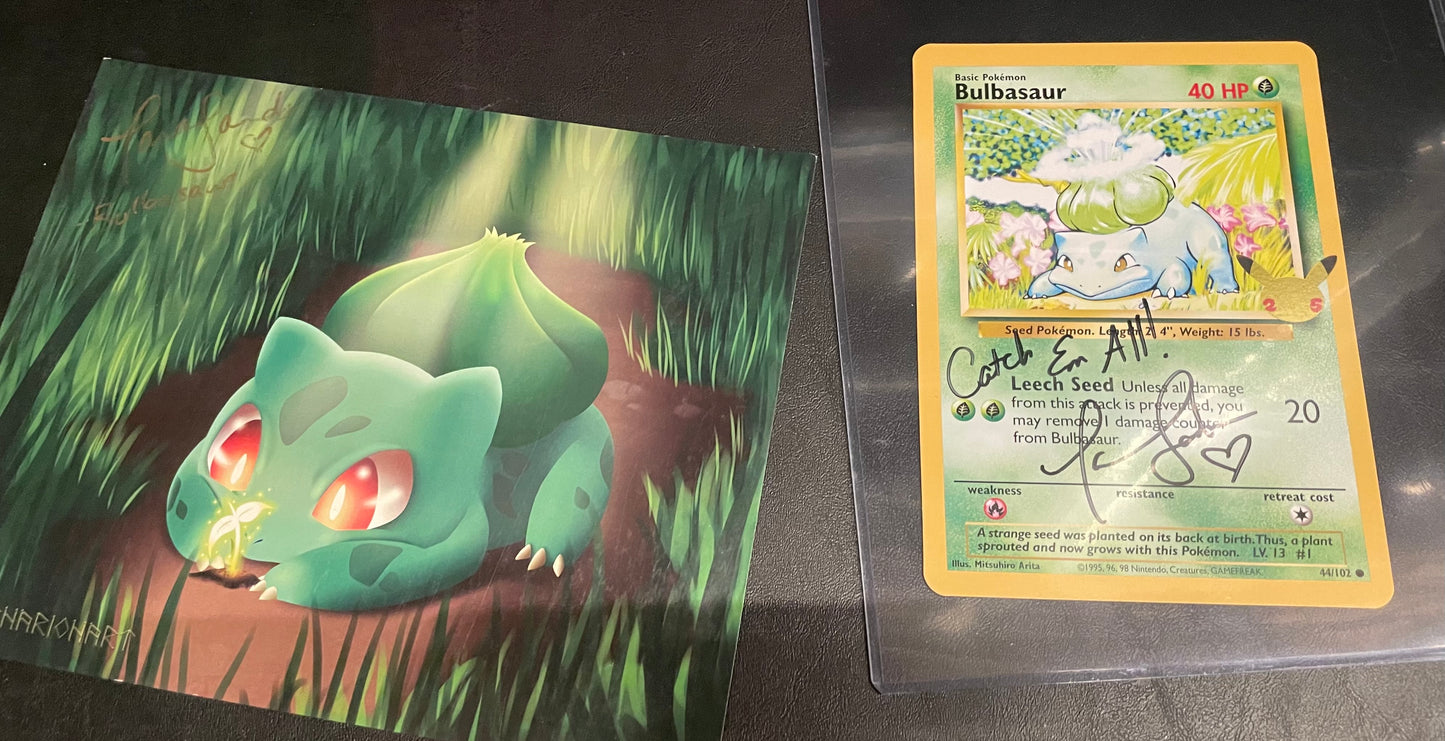 Bulbasaur
HARIONART
Basic Pokémon
Bulbasaur
40 HP
2 5
Seed Pokémon. Length: 2' 4", Weight: 15 lbs.
Catch Em All!
Leech Seed Unless all damage
from this attack is prevented, you
may remove 1 damage counter
from Bulbasaur.
20
weakness
resistance
retreat cost
A strange seed was planted on its back at birth. Thus, a plant
sprouted and now grows with this Pokémon. LV. 13 #1
Illus. Mitsuhiro Arita
©1995, 96, 98 Nintendo, Creatures, GAMEFREAK.
44/102